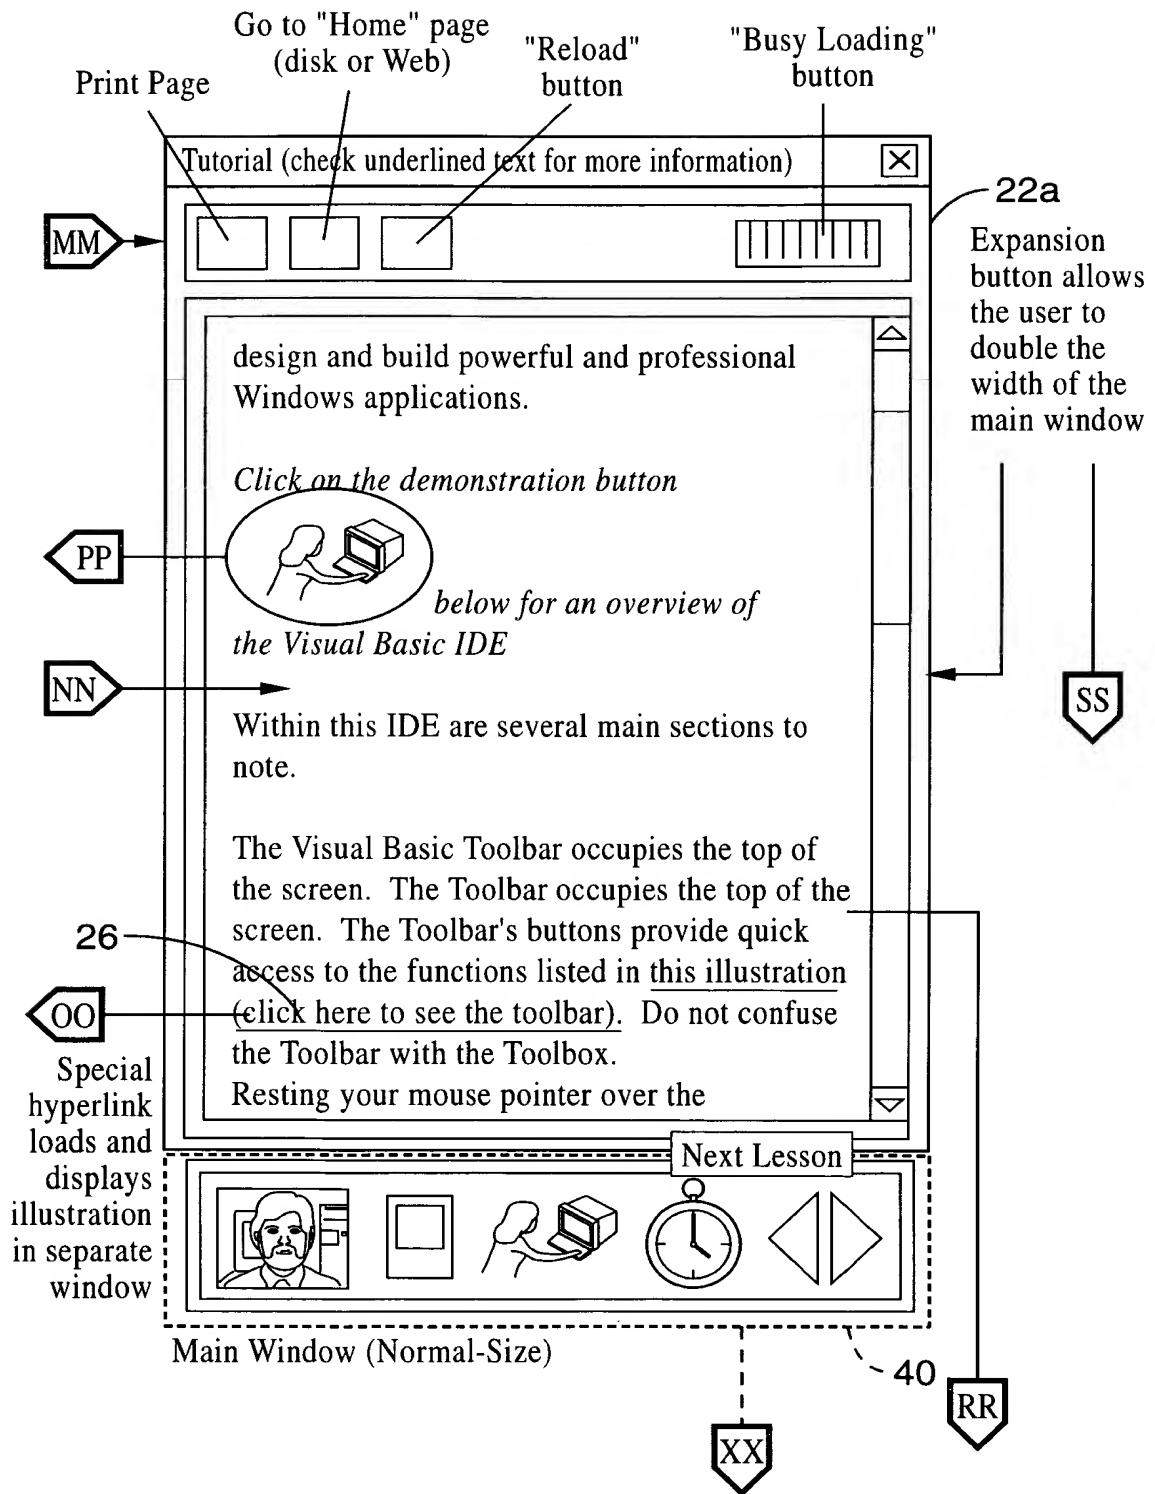 Go to "Home" page
(disk or Web)
"Reload"
button
"Busy Loading"
button
Print Page
Tutorial (check underlined text for more information)
22a
MM
Expansion
button allows
the user to
double the
width of the
main window
design and build powerful and professional
Windows applications.
Click on the demonstration button
PP
below for an overview of
the Visual Basic IDE
NN
SS
Within this IDE are several main sections to
note.
The Visual Basic Toolbar occupies the top of
the screen. The Toolbar occupies the top of the
screen. The Toolbar's buttons provide quick
26
access to the functions listed in this illustration
(click here to see the toolbar). Do not confuse
OO
the Toolbar with the Toolbox.
Resting your mouse pointer over the
Special
hyperlink
loads and
displays
illustration
in separate
window
Next Lesson
Main Window (Normal-Size)
40
RR
XX